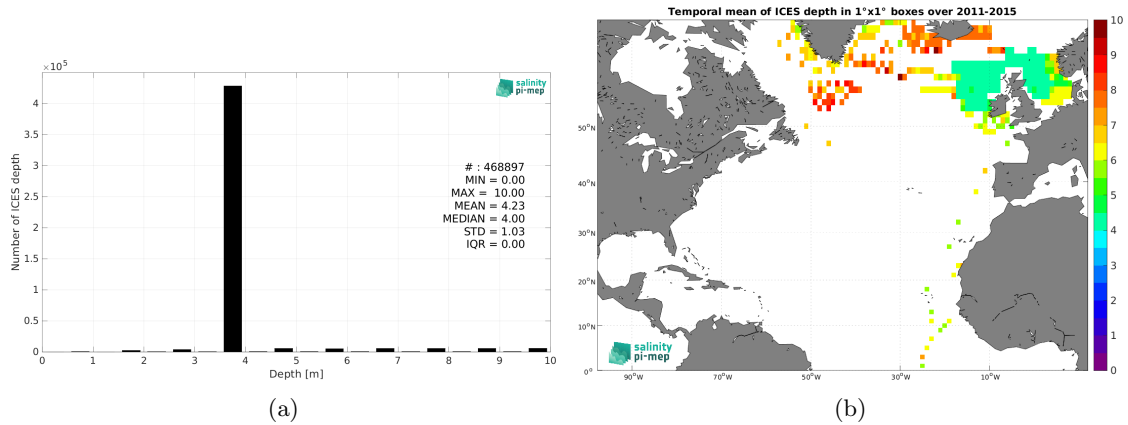 ×10⁵
4
3.5
3
2.5
2
1.5
1
0.5
0
0 1 2 3 4 5 6 7 8 9 10
Number of ICES depth
Depth [m]
salinity
pi-mep
# : 468897
MIN = 0.00
MAX = 10.00
MEAN = 4.23
MEDIAN = 4.00
STD = 1.03
IQR = 0.00
(a)
Temporal mean of ICES depth in 1°x1° boxes over 2011-2015
50°N
40°N
30°N
20°N
10°N
0°
90°W 70°W 50°W 30°W 10°W
salinity
pi-mep
10
9
8
7
6
5
4
3
2
1
0
(b)